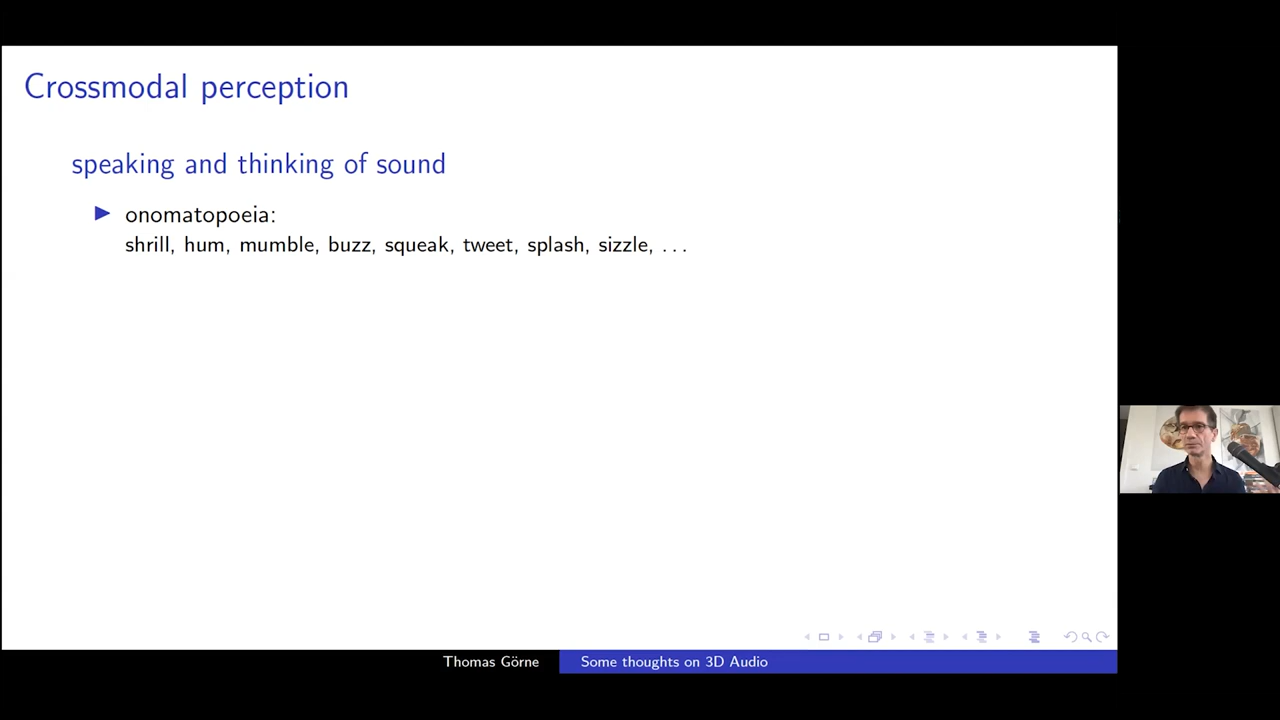 Crossmodal perception
speaking and thinking of sound
onomatopoeia:
shrill, hum, mumble, buzz, squeak, tweet, splash, sizzle, . . .
Thomas Görne
Some thoughts on 3D Audio